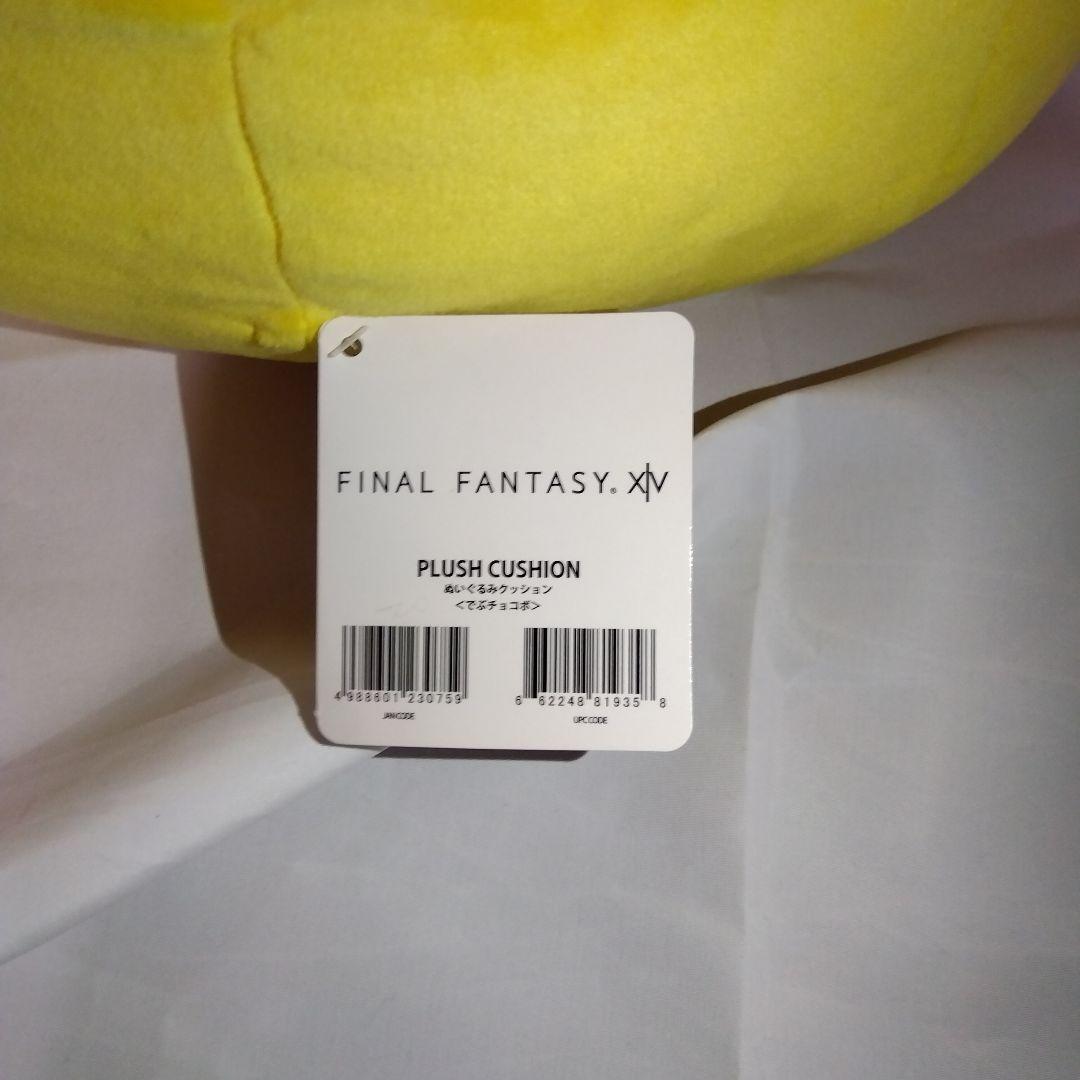 FINAL FANTASY® XIV
PLUSH CUSHION
ぬいぐるみクッション
<でぶチョコボ>
4 988601 230759
JAN CODE
6 62248 81935 8
UPC CODE